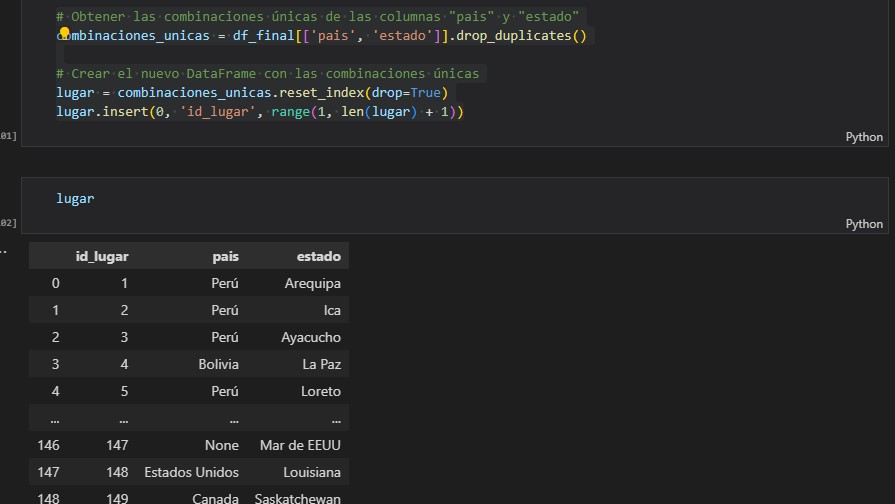 # Obtener las combinaciones únicas de las columnas "pais" y "estado"
combinaciones_unicas = df_final[['pais', 'estado']].drop_duplicates()
# Crear el nuevo DataFrame con las combinaciones únicas
lugar = combinaciones_unicas.reset_index(drop=True)
lugar.insert(0, 'id_lugar', range(1, len(lugar) + 1))
01]
Python
lugar
02]
Python
..
id_lugar pais estado
0 1 Perú Arequipa
1 2 Perú Ica
2 3 Perú Ayacucho
3 4 Bolivia La Paz
4 5 Perú Loreto
... ... ... ...
146 147 None Mar de EEUU
147 148 Estados Unidos Louisiana
148 149 Canada Saskatchewan